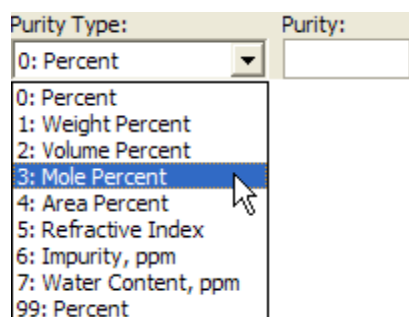 Purity Type: Purity:
0: Percent
0: Percent
1: Weight Percent
2: Volume Percent
3: Mole Percent
4: Area Percent
5: Refractive Index
6: Impurity, ppm
7: Water Content, ppm
99: Percent